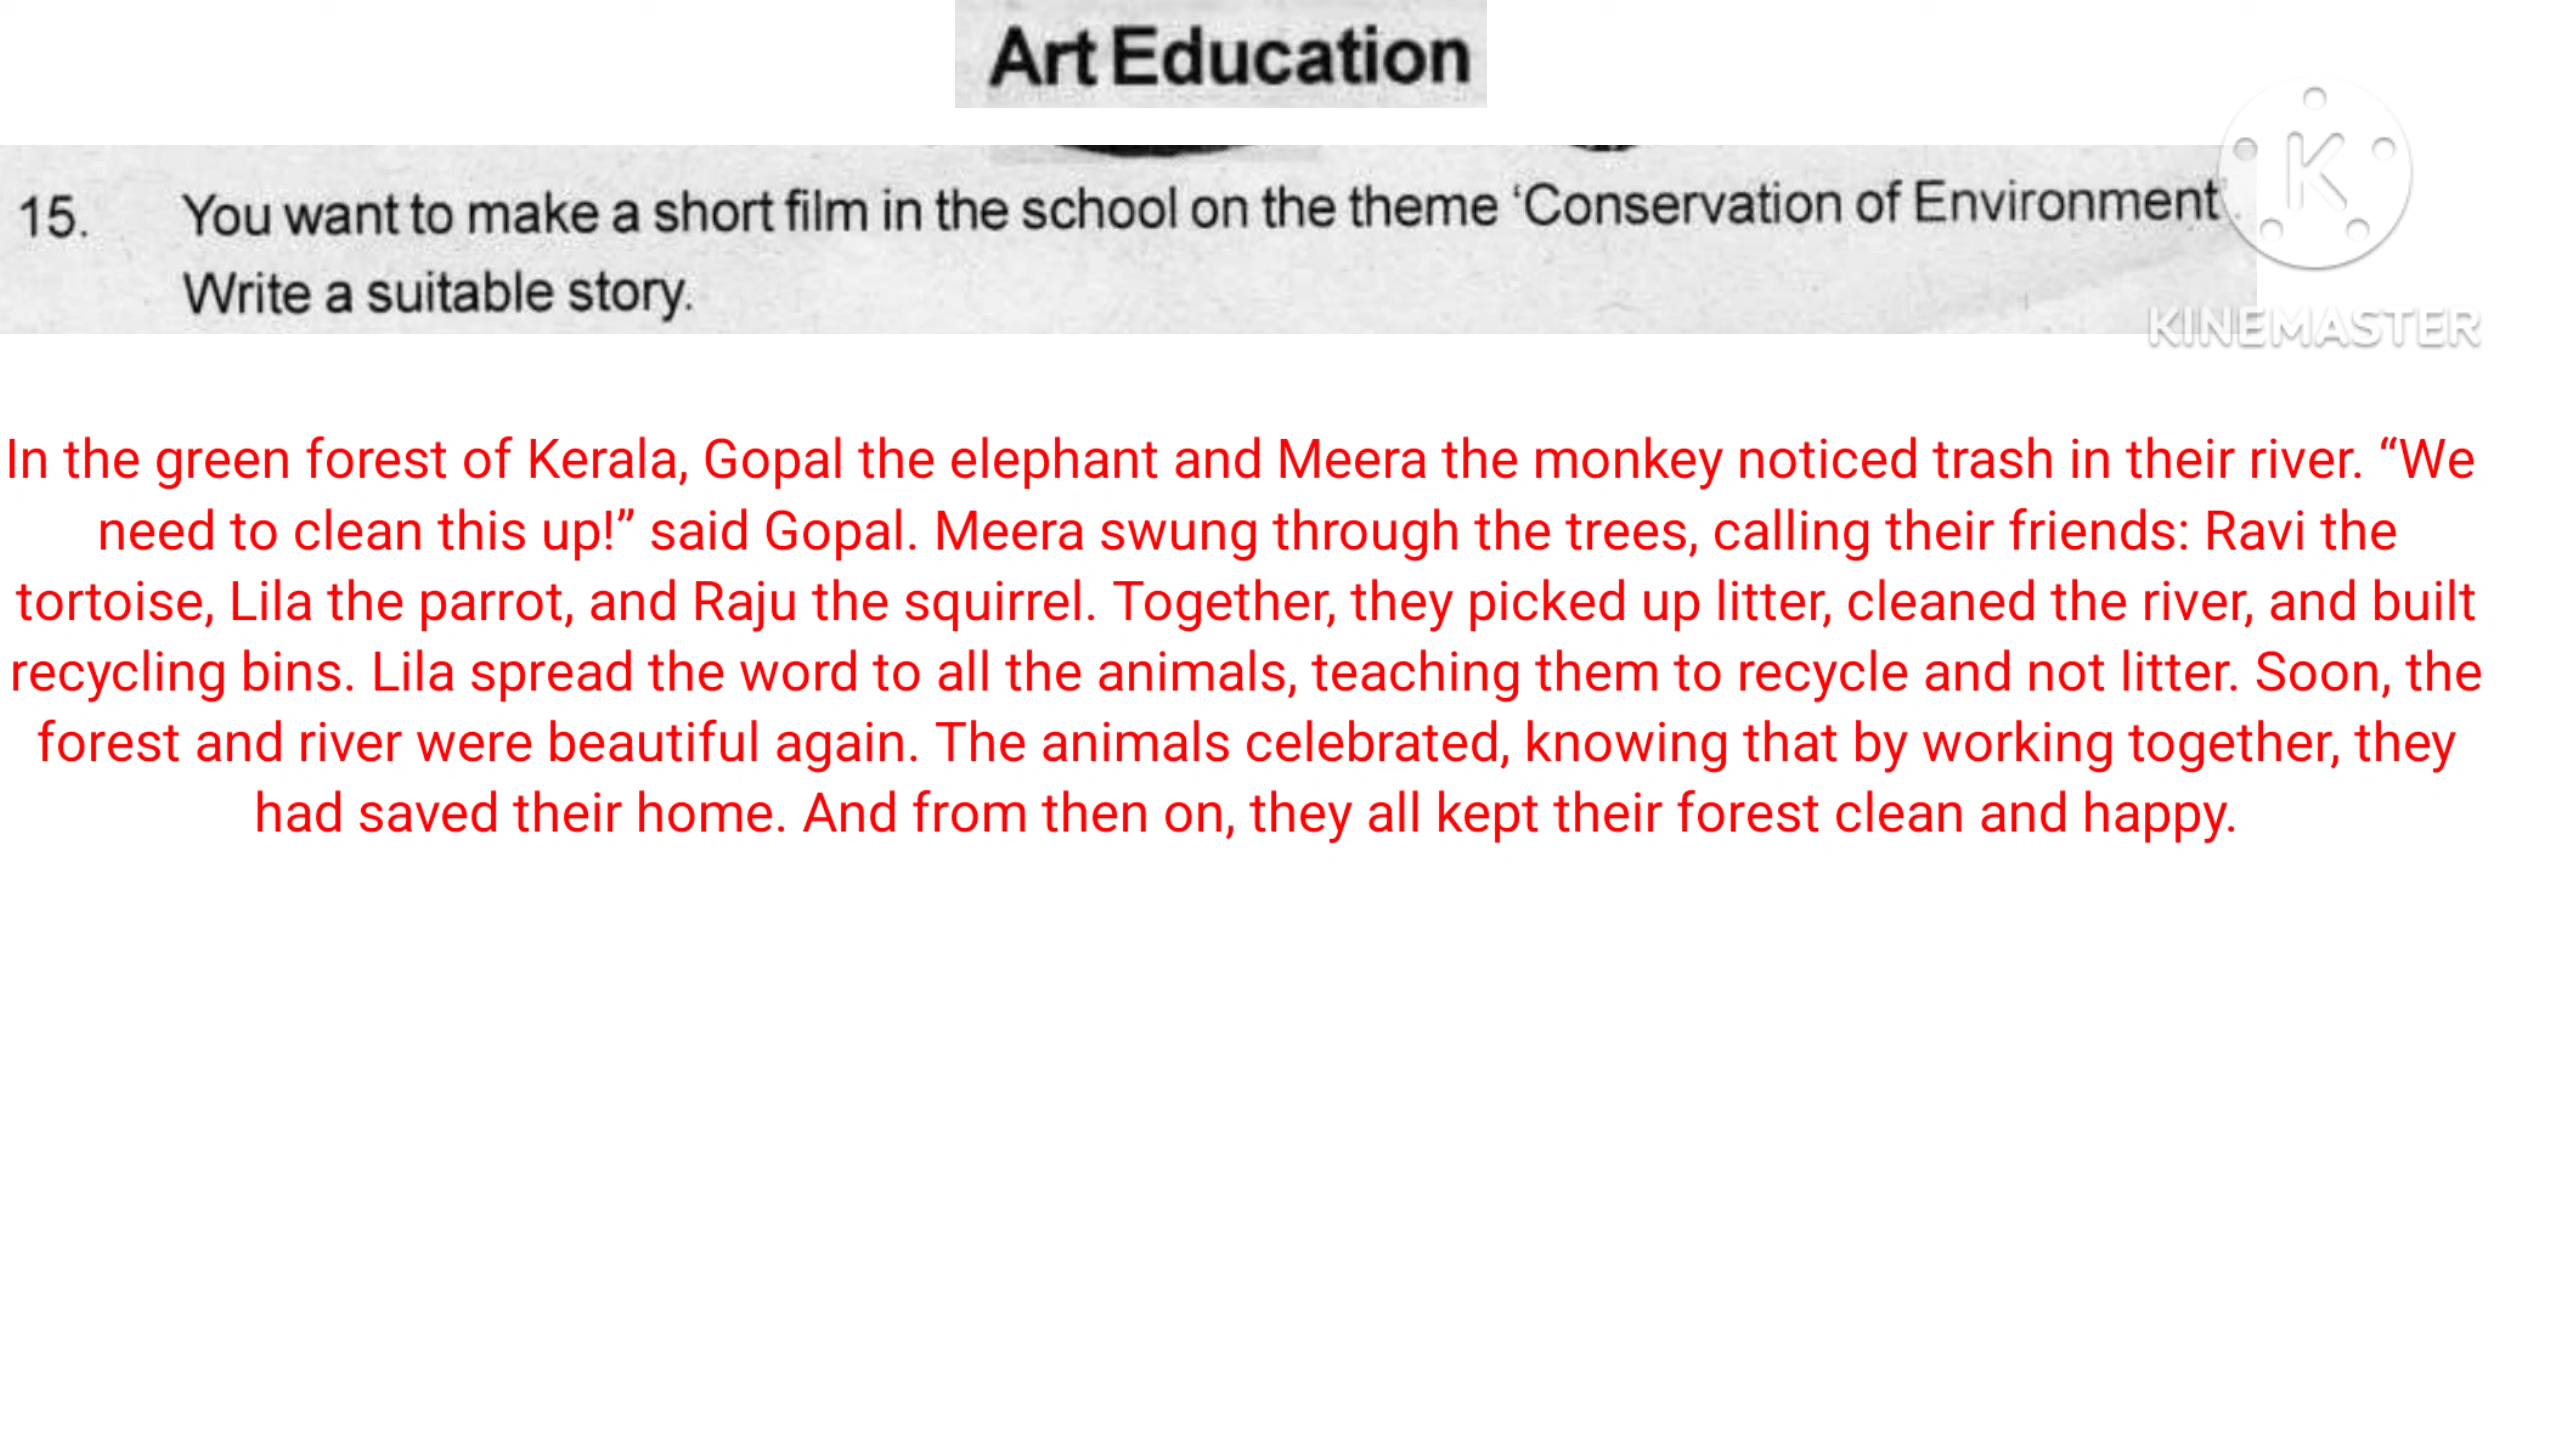 Art Education
15. You want to make a short film in the school on the theme ‘Conservation of Environment’.
Write a suitable story.
K
KINEMASTER
In the green forest of Kerala, Gopal the elephant and Meera the monkey noticed trash in their river. “We
need to clean this up!” said Gopal. Meera swung through the trees, calling their friends: Ravi the
tortoise, Lila the parrot, and Raju the squirrel. Together, they picked up litter, cleaned the river, and built
recycling bins. Lila spread the word to all the animals, teaching them to recycle and not litter. Soon, the
forest and river were beautiful again. The animals celebrated, knowing that by working together, they
had saved their home. And from then on, they all kept their forest clean and happy.